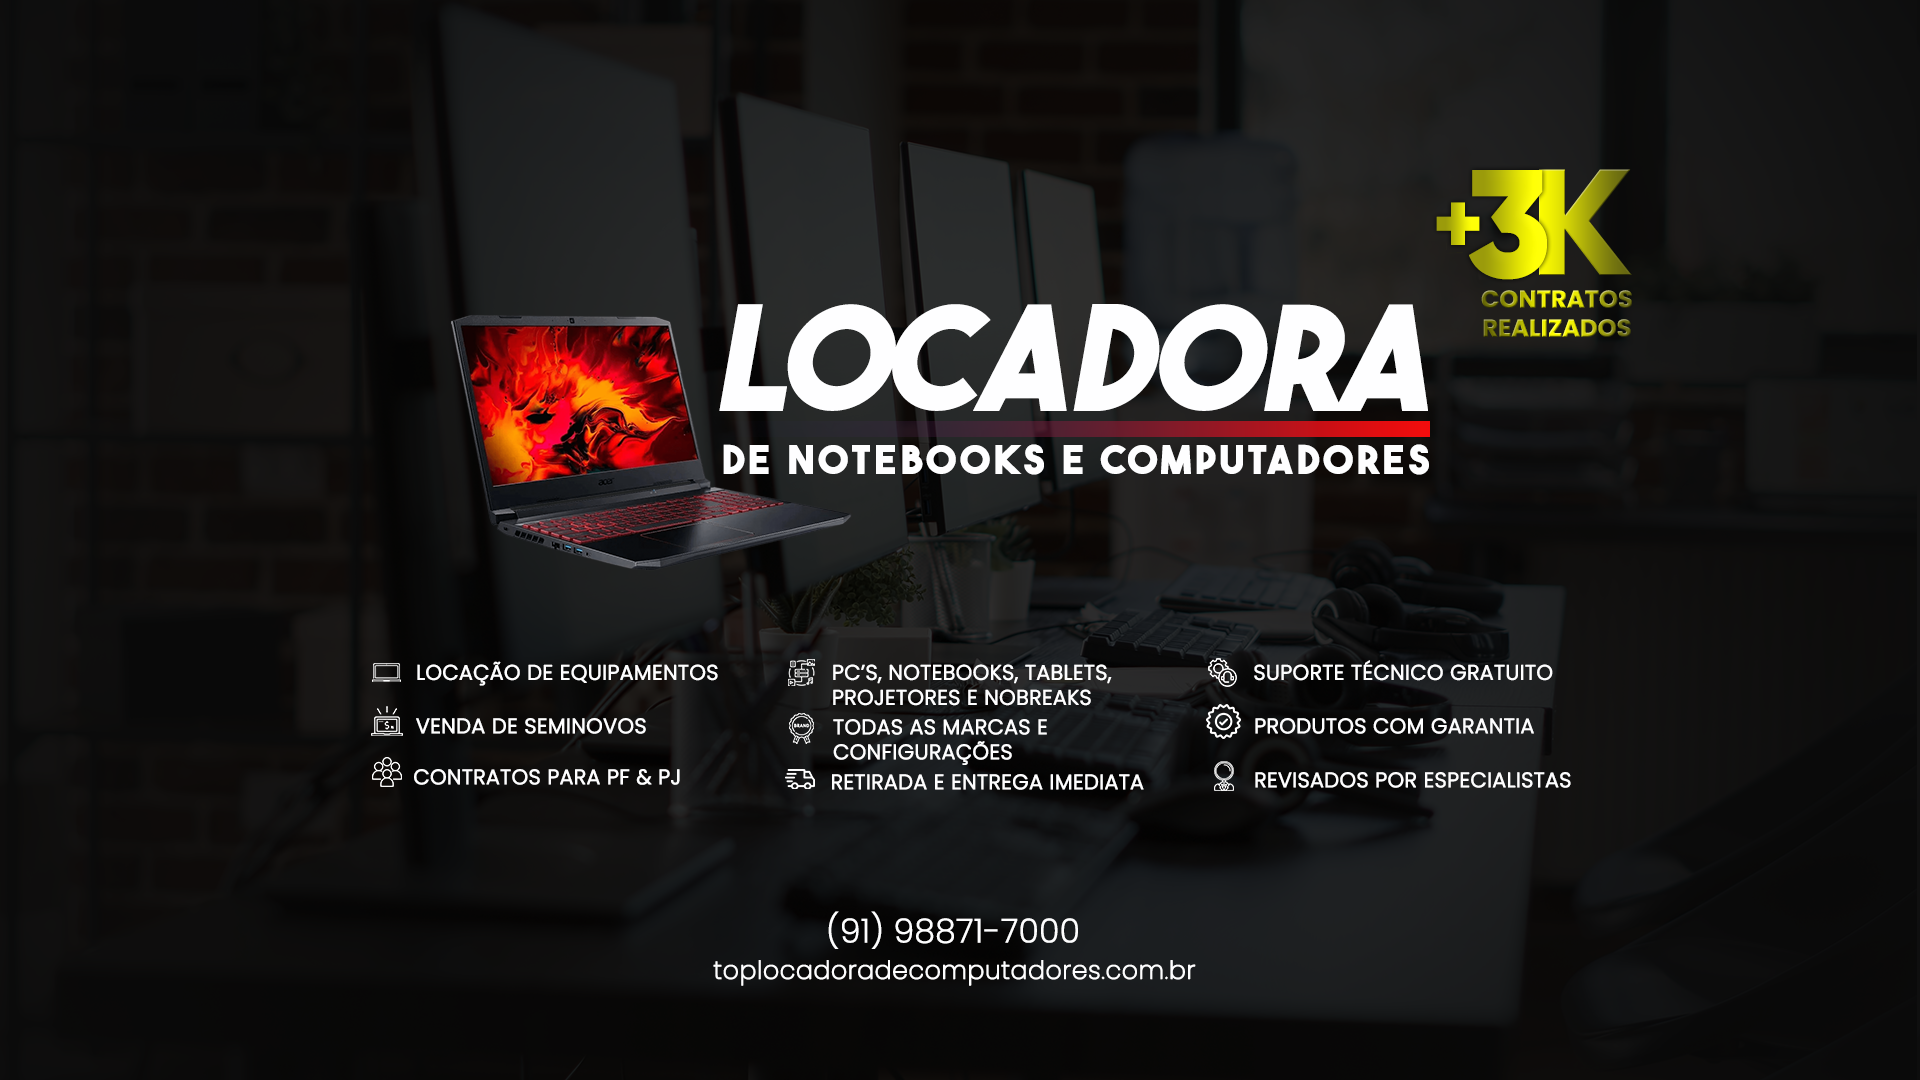 +3K
CONTRATOS
REALIZADOS
LOCADORA
DE NOTEBOOKS E COMPUTADORES
acer
LOCAÇÃO DE EQUIPAMENTOS
VENDA DE SEMINOVOS
CONTRATOS PARA PF & PJ
PC'S, NOTEBOOKS, TABLETS,
PROJETORES E NOBREAKS
BRAND
TODAS AS MARCAS E
CONFIGURAÇÕES
RETIRADA E ENTREGA IMEDIATA
SUPORTE TÉCNICO GRATUITO
PRODUTOS COM GARANTIA
REVISADOS POR ESPECIALISTAS
(91) 98871-7000
toplocadoradecomputadores.com.br